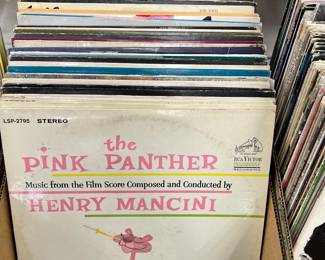 LSP-2795 STEREO
the
PINK PANTHER
RCA VICTOR
Music from the Film Score Composed and Conducted by
HENRY MANCINI